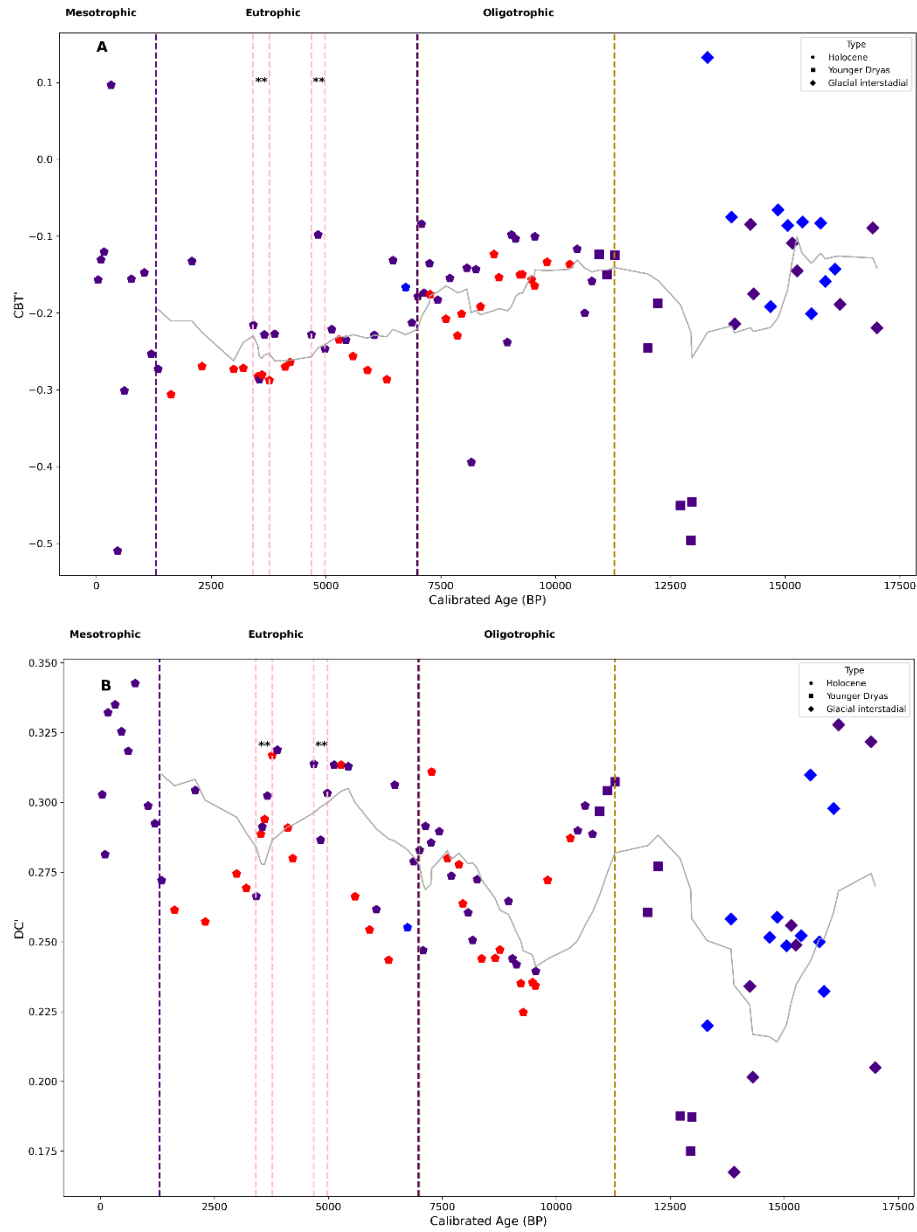 Mesotrophic Eutrophic Oligotrophic
A
** **
Type
Holocene
Younger Dryas
Glacial interstadial
CBT'
0.1
0.0
−0.1
−0.2
−0.3
−0.4
−0.5
0 2500 5000 7500 10000 12500 15000 17500
Calibrated Age (BP)
Mesotrophic Eutrophic Oligotrophic
B
** **
Type
Holocene
Younger Dryas
Glacial interstadial
DC'
0.350
0.325
0.300
0.275
0.250
0.225
0.200
0.175
0 2500 5000 7500 10000 12500 15000 17500
Calibrated Age (BP)